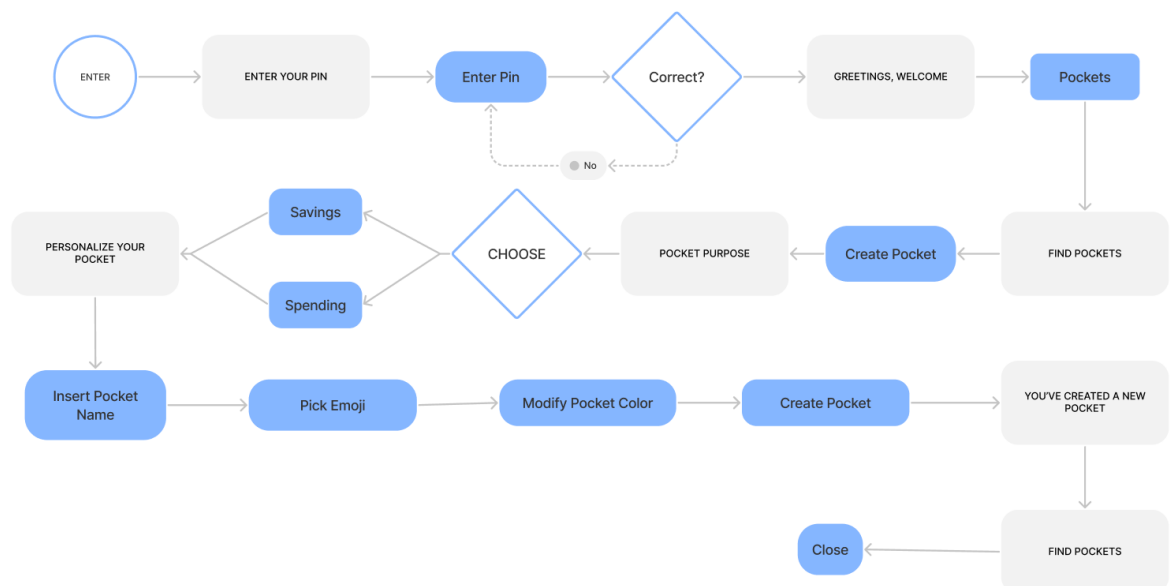 ENTER
ENTER YOUR PIN
Enter Pin
Correct?
GREETINGS, WELCOME
Pockets
No
FIND POCKETS
Create Pocket
POCKET PURPOSE
CHOOSE
Savings
Spending
PERSONALIZE YOUR
POCKET
Insert Pocket
Name
Pick Emoji
Modify Pocket Color
Create Pocket
YOU'VE CREATED A NEW
POCKET
FIND POCKETS
Close